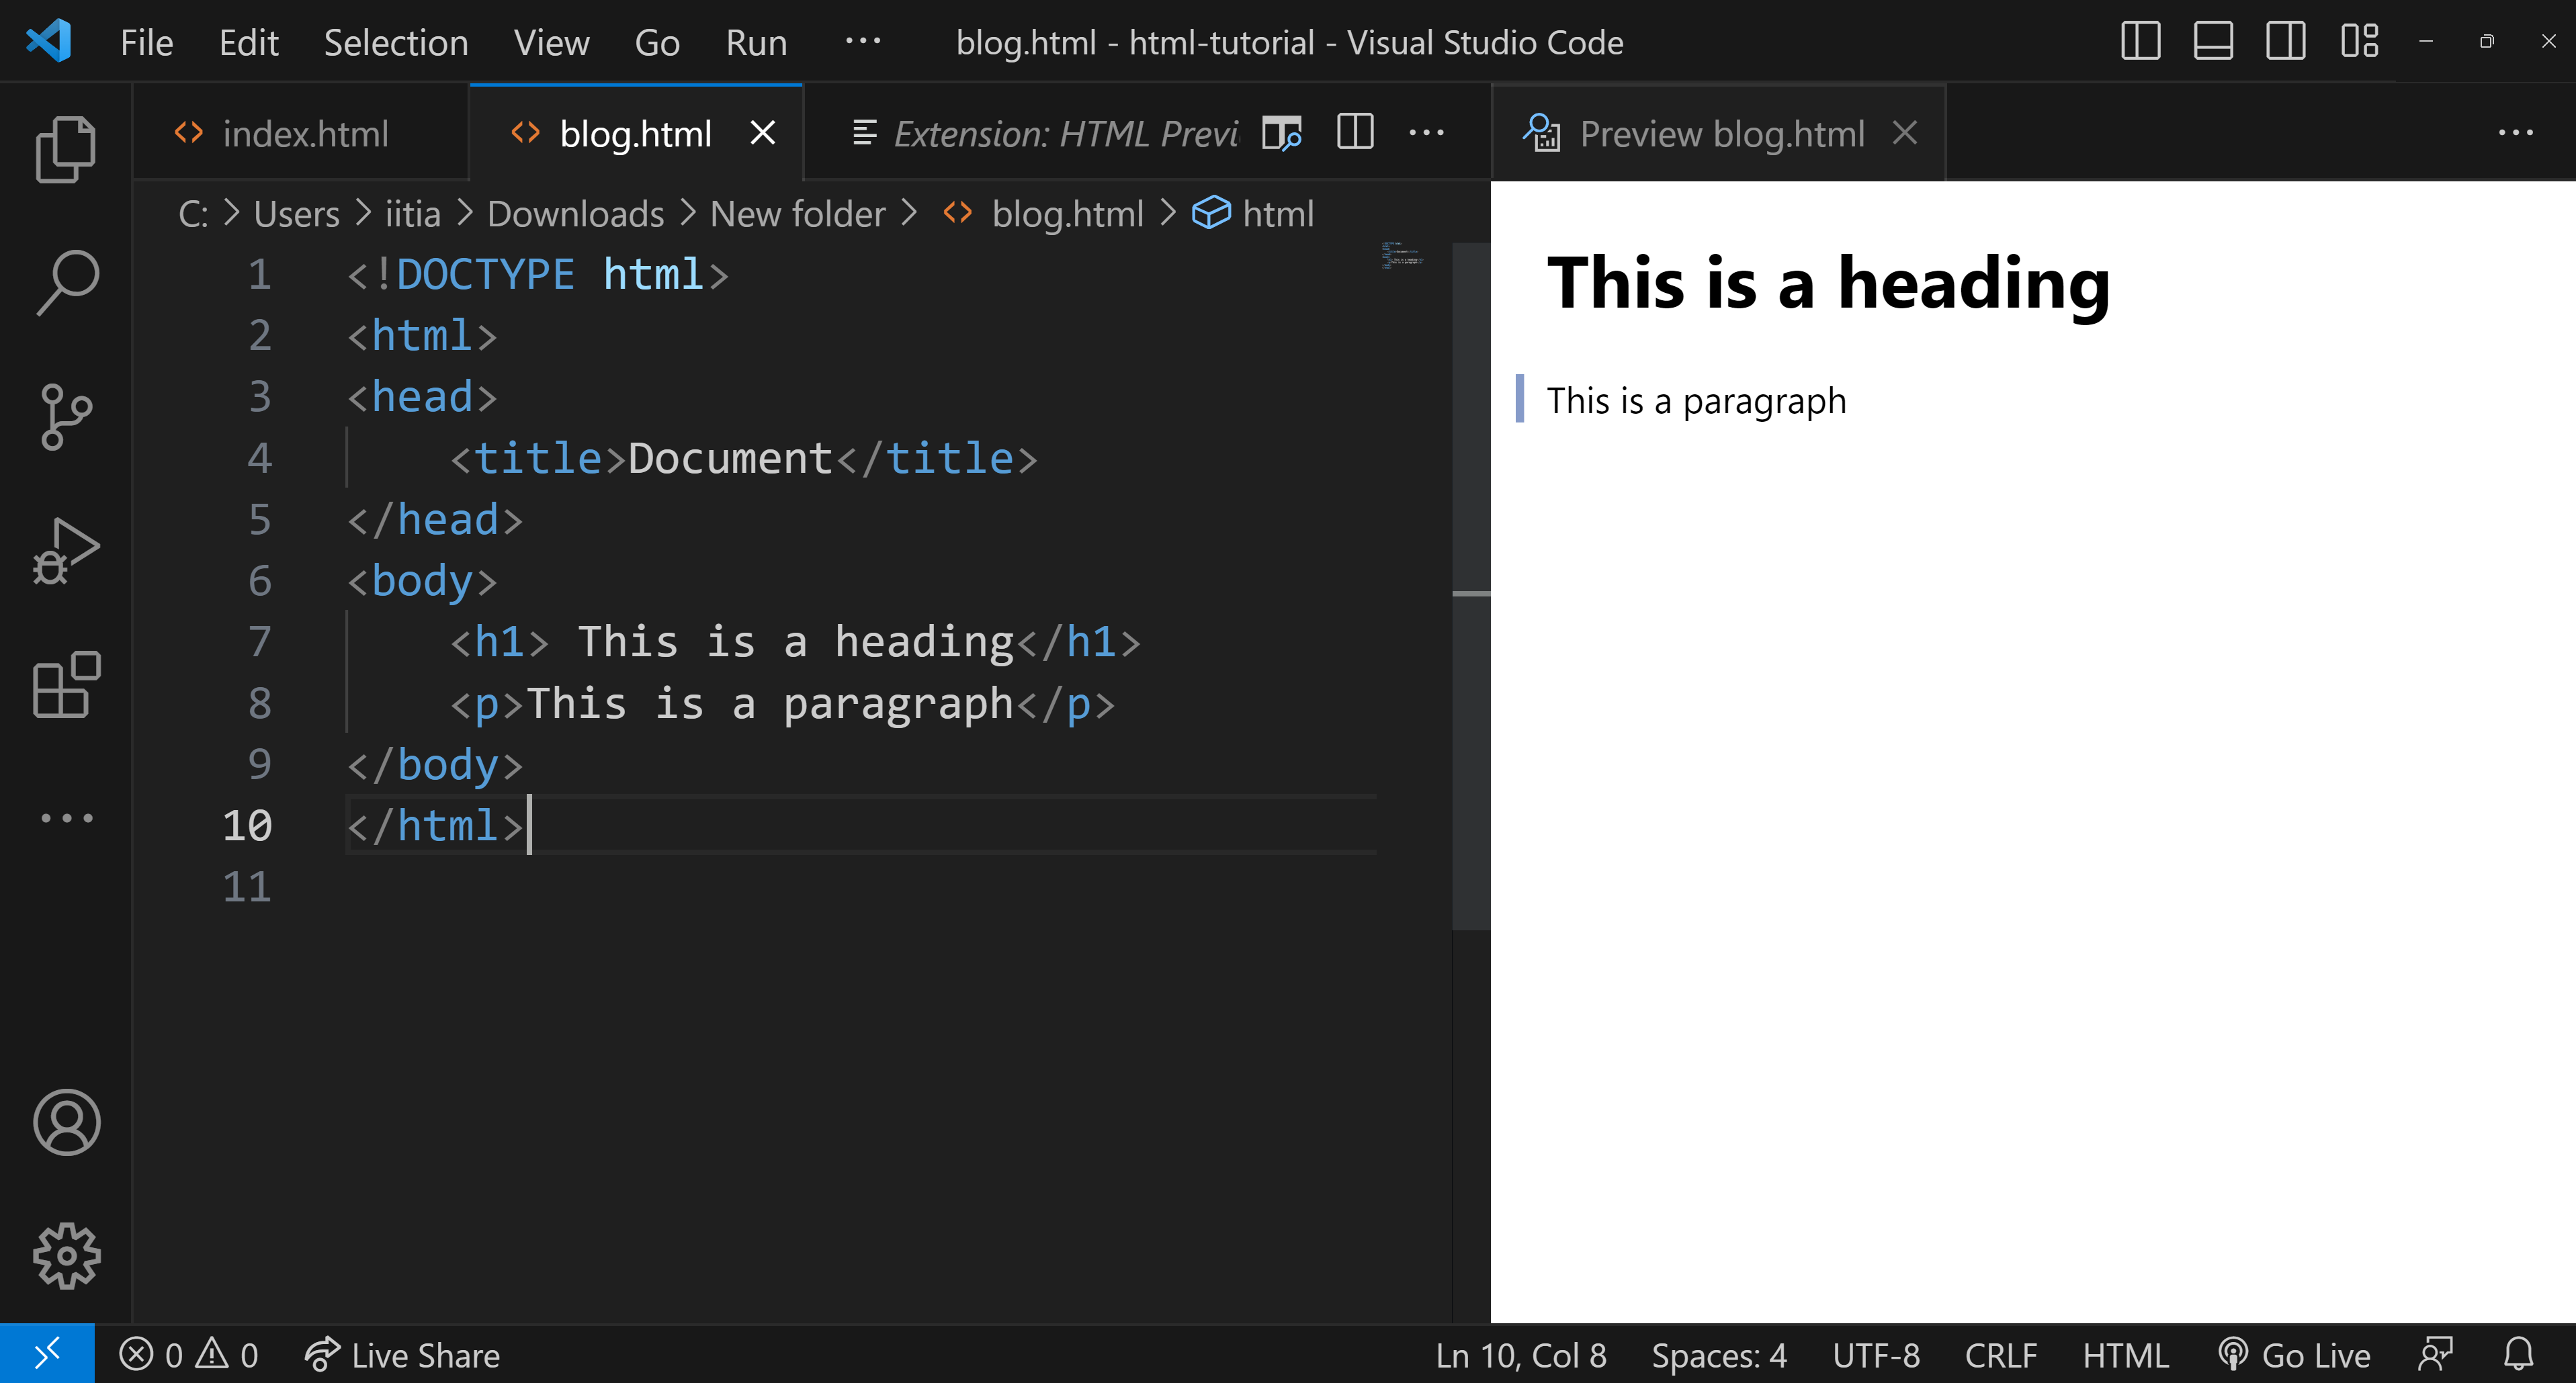 File Edit Selection View Go Run ··· blog.html - html-tutorial - Visual Studio Code
index.html blog.html Extension: HTML Previ
Preview blog.html
C: > Users > iitia > Downloads > New folder > blog.html > html
1 <!DOCTYPE html>
2 <html>
3 <head>
4 <title>Document</title>
5 </head>
6 <body>
7 <h1> This is a heading</h1>
8 <p>This is a paragraph</p>
9 </body>
10 </html>
11
This is a heading
This is a paragraph
0 0 Live Share Ln 10, Col 8 Spaces: 4 UTF-8 CRLF HTML Go Live